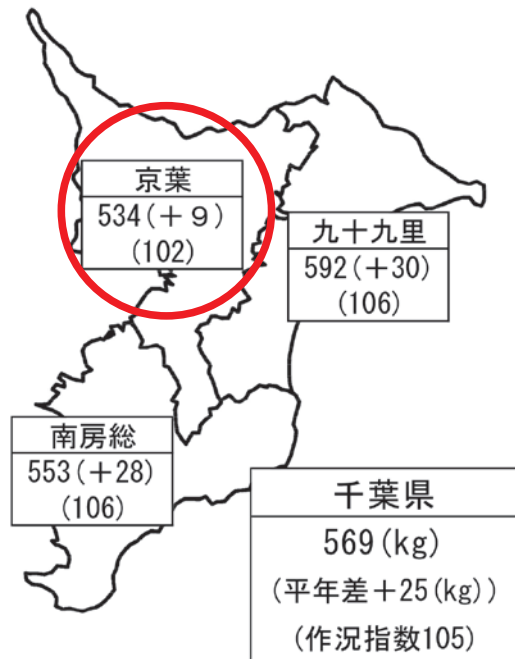 京葉
534(＋９)
(102)
九十九里
592(+30)
(106)
南房総
553(+28)
(106)
千葉県
569(kg)
(平年差＋25(kg))
(作況指数105)